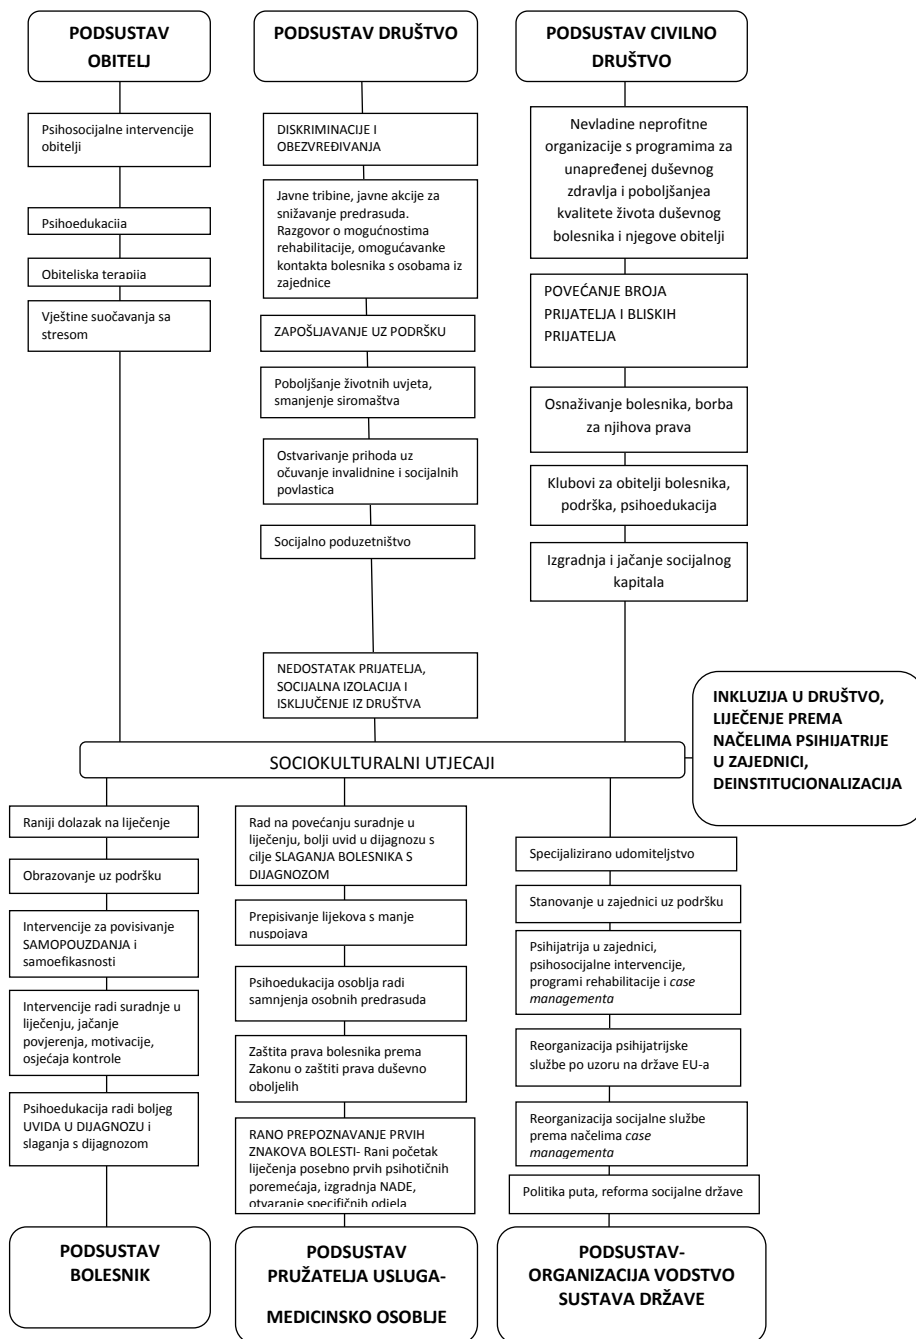 PODSUSTAV
OBITELJ
Psihosocijalne intervencije
obitelji
Psihoedukacija
Obiteljska terapija
Vještine suočavanja sa
stresom
PODSUSTAV DRUŠTVO
DISKRIMINACIJE I
OBEZVREĐIVANJA
Javne tribine, javne akcije za
snižavanje predrasuda.
Razgovor o mogućnostima
rehabilitacije, omogućavanke
kontakta bolesnika s osobama iz
zajednice
ZAPOŠLJAVANJE UZ PODRŠKU
Poboljšanje životnih uvjeta,
smanjenje siromaštva
Ostvarivanje prihoda uz
očuvanje invalidnine i socijalnih
povlastica
Socijalno poduzetništvo
NEDOSTATAK PRIJATELJA,
SOCIJALNA IZOLACIJA I
ISKLJUČENJE IZ DRUŠTVA
PODSUSTAV CIVILNO
DRUŠTVO
Nevladine neprofitne
organizacije s programima za
unapređenej duševnog
zdravlja i poboljšanjea
kvalitete života duševnog
bolesnika i njegove obitelji
POVEĆANJE BROJA
PRIJATELJA I BLISKIH
PRIJATELJA
Osnaživanje bolesnika, borba
za njihova prava
Klubovi za obitelji bolesnika,
podrška, psihoedukacija
Izgradnja i jačanje socijalnog
kapitala
SOCIOKULTURALNI UTJECAJI
INKLUZIJA U DRUŠTVO,
LIJEČENJE PREMA
NAČELIMA PSIHIJATRIJE
U ZAJEDNICI,
DEINSTITUCIONALIZACIJA
Raniji dolazak na liječenje
Obrazovanje uz podršku
Intervencije za povisivanje
SAMOPOUZDANJA i
samoefikasnosti
Intervencije radi suradnje u
liječenju, jačanje
povjerenja, motivacije,
osjećaja kontrole
Psihoedukacija radi boljeg
UVIDA U DIJAGNOZU i
slaganja s dijagnozom
PODSUSTAV
BOLESNIK
Rad na povećanju suradnje u
liječenju, bolji uvid u dijagnozu s
cilje SLAGANJA BOLESNIKA S
DIJAGNOZOM
Prepisivanje lijekova s manje
nuspojava
Psihoedukacija osoblja radi
samnjenja osobnih predrasuda
Zaštita prava bolesnika prema
Zakonu o zaštiti prava duševno
oboljelih
RANO PREPOZNAVANJE PRVIH
ZNAKOVA BOLESTI- Rani početak
liječenja posebno prvih psihotičnih
poremećaja, izgradnja NADE,
otvaranje specifičnih odjela
PODSUSTAV
PRUŽATELJA USLUGA-
MEDICINSKO OSOBLJE
Specijalizirano udomiteljstvo
Stanovanje u zajednici uz podršku
Psihijatrija u zajednici,
psihosocijalne intervencije,
programi rehabilitacije i case
managementa
Reorganizacija psihijatrijske
službe po uzoru na države EU-a
Reorganizacija socijalne službe
prema načelima case
managementa
Politika puta, reforma socijalne države
PODSUSTAV-
ORGANIZACIJA VODSTVO
SUSTAVA DRŽAVE